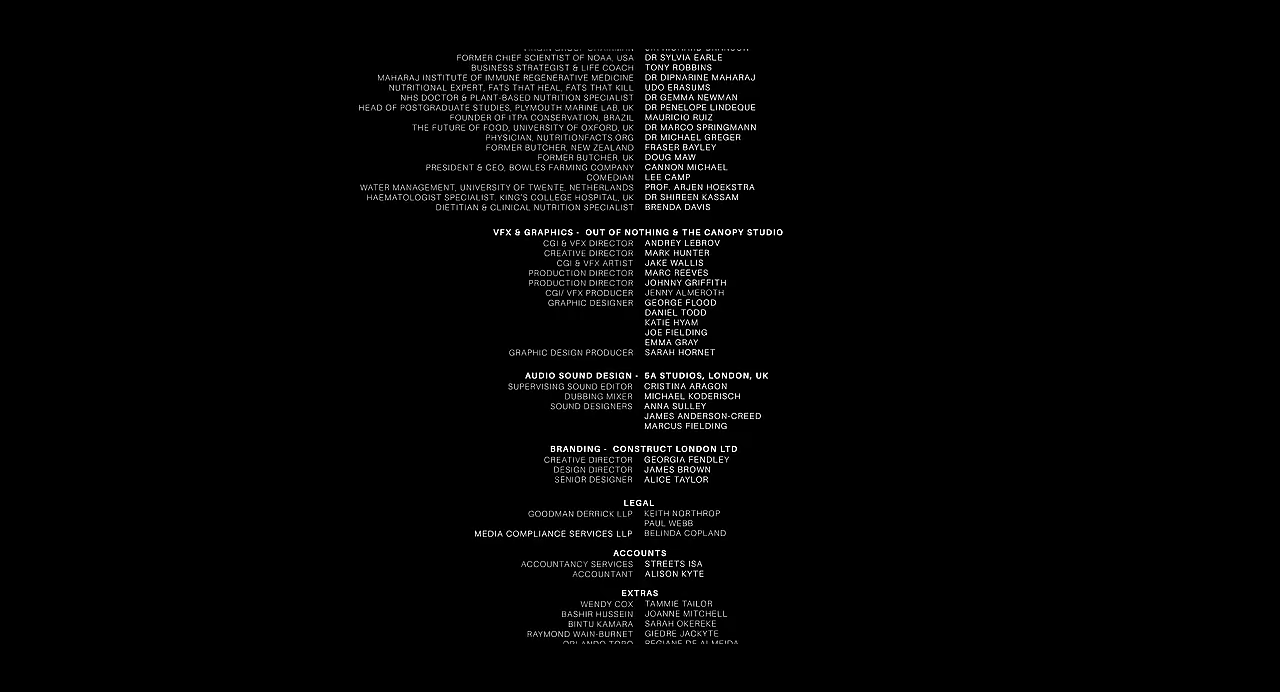 VIRGIN GROUP CHAIRMAN SIR RICHARD BRANSON
FORMER CHIEF SCIENTIST OF NOAA, USA DR SYLVIA EARLE
BUSINESS STRATEGIST & LIFE COACH TONY ROBBINS
MAHARAJ INSTITUTE OF IMMUNE REGENERATIVE MEDICINE DR DIPNARINE MAHARAJ
NUTRITIONAL EXPERT, FATS THAT HEAL, FATS THAT KILL UDO ERASUMS
NHS DOCTOR & PLANT-BASED NUTRITION SPECIALIST DR GEMMA NEWMAN
HEAD OF POSTGRADUATE STUDIES, PLYMOUTH MARINE LAB, UK DR PENELOPE LINDEQUE
FOUNDER OF ITPA CONSERVATION, BRAZIL MAURICIO RUIZ
THE FUTURE OF FOOD, UNIVERSITY OF OXFORD, UK DR MARCO SPRINGMANN
PHYSICIAN, NUTRITIONFACTS.ORG DR MICHAEL GREGER
FORMER BUTCHER, NEW ZEALAND FRASER BAYLEY
FORMER BUTCHER, UK DOUG MAW
PRESIDENT & CEO, BOWLES FARMING COMPANY CANNON MICHAEL
COMEDIAN LEE CAMP
WATER MANAGEMENT, UNIVERSITY OF TWENTE, NETHERLANDS PROF. ARJEN HOEKSTRA
HAEMATOLOGIST SPECIALIST, KING'S COLLEGE HOSPITAL, UK DR SHIREEN KASSAM
DIETITIAN & CLINICAL NUTRITION SPECIALIST BRENDA DAVIS
VFX & GRAPHICS - OUT OF NOTHING & THE CANOPY STUDIO
CGI & VFX DIRECTOR ANDREY LEBROV
CREATIVE DIRECTOR MARK HUNTER
CGI & VFX ARTIST JAKE WALLIS
PRODUCTION DIRECTOR MARC REEVES
PRODUCTION DIRECTOR JOHNNY GRIFFITH
CGI/ VFX PRODUCER JENNY ALMEROTH
GRAPHIC DESIGNER GEORGE FLOOD
DANIEL TODD
KATIE HYAM
JOE FIELDING
EMMA GRAY
GRAPHIC DESIGN PRODUCER SARAH HORNET
AUDIO SOUND DESIGN - 5A STUDIOS, LONDON, UK
SUPERVISING SOUND EDITOR CRISTINA ARAGON
DUBBING MIXER MICHAEL KODERISCH
SOUND DESIGNERS ANNA SULLEY
JAMES ANDERSON-CREED
MARCUS FIELDING
BRANDING - CONSTRUCT LONDON LTD
CREATIVE DIRECTOR GEORGIA FENDLEY
DESIGN DIRECTOR JAMES BROWN
SENIOR DESIGNER ALICE TAYLOR
LEGAL
GOODMAN DERRICK LLP KEITH NORTHROP
PAUL WEBB
MEDIA COMPLIANCE SERVICES LLP BELINDA COPLAND
ACCOUNTS
ACCOUNTANCY SERVICES STREETS ISA
ACCOUNTANT ALISON KYTE
EXTRAS
WENDY COX TAMMIE TAILOR
BASHIR HUSSEIN JOANNE MITCHELL
BINTU KAMARA SARAH OKEREKE
RAYMOND WAIN-BURNET GIEDRE JACKYTE
ORLANDO TORO REGIANE DE ALMEIDA